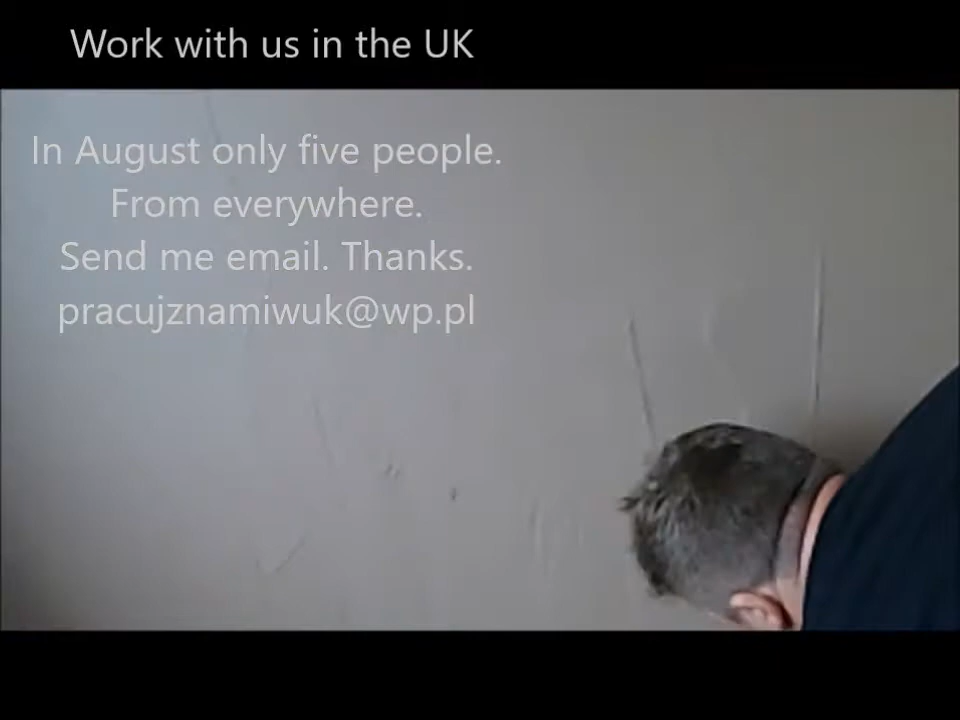 Work with us in the UK
In August only five people.
From everywhere.
Send me email. Thanks.
pracujznamiwuk@wp.pl